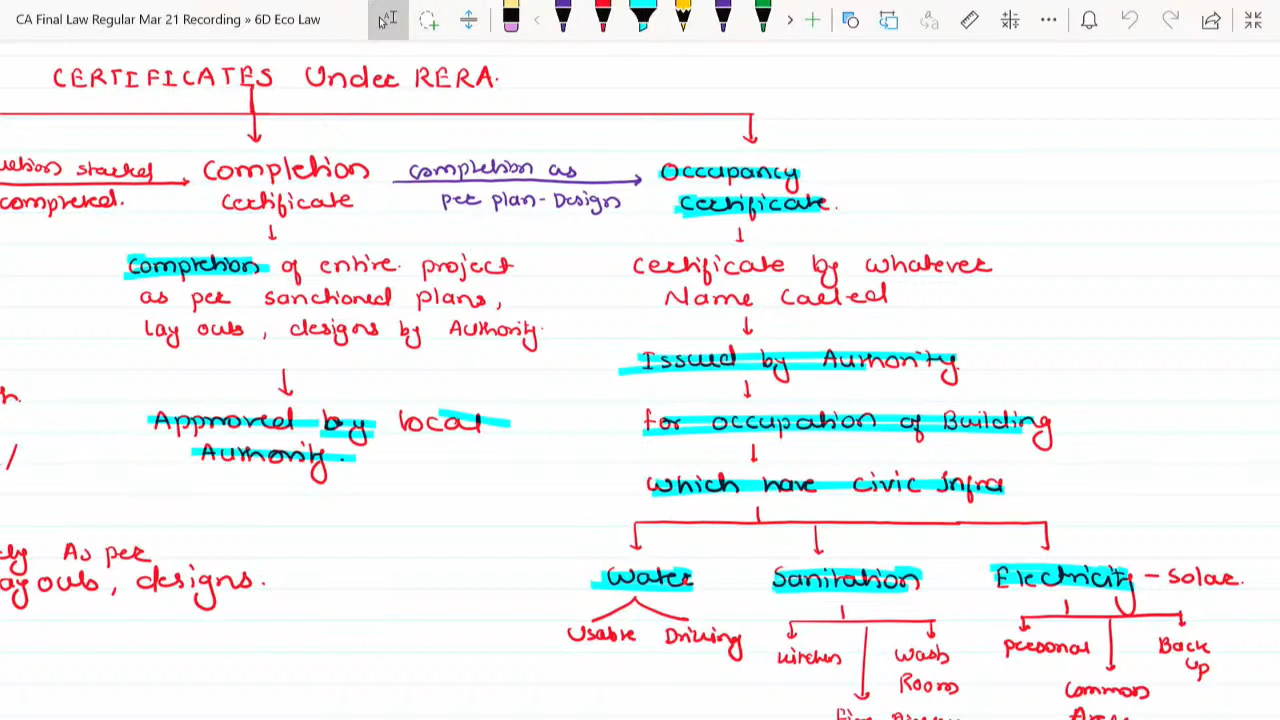 CA Final Law Regular Mar 21 Recording » 6D Eco Law
CERTIFICATES Under RERA.
started
completed.
Completion
Certificate
completion as
per plan-Design
Occupancy
Certificate.
Completion of entire project
as per sanctioned plans,
lay outs, designs by Authority.
Approved by local
Authority.
Certificate by whatever
Name Called
Issued by Authority
for occupation of Building
which have civic Infra
As per
outs, designs.
Water
Sanitation
Electricity - Solar.
Usable
Drinking
kitchen
Wash
Room
personal
Common
Back
up